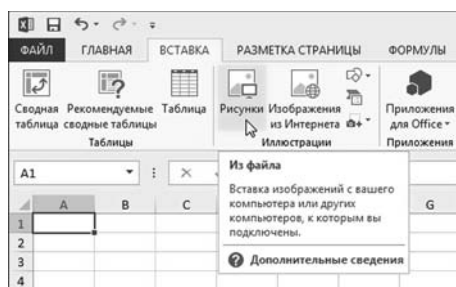 ФАЙЛ ГЛАВНАЯ ВСТАВКА РАЗМЕТКА СТРАНИЦЫ ФОРМУЛЫ
Сводная Рекомендуемые Таблица Рисунки Изображения Приложения
таблица сводные таблицы из Интернета для Office
Таблицы Иллюстрации Приложения
A1
Из файла
Вставка изображений с вашего
компьютера или других
компьютеров, к которым вы
подключены.
Дополнительные сведения
A B C G
1
2
3
4